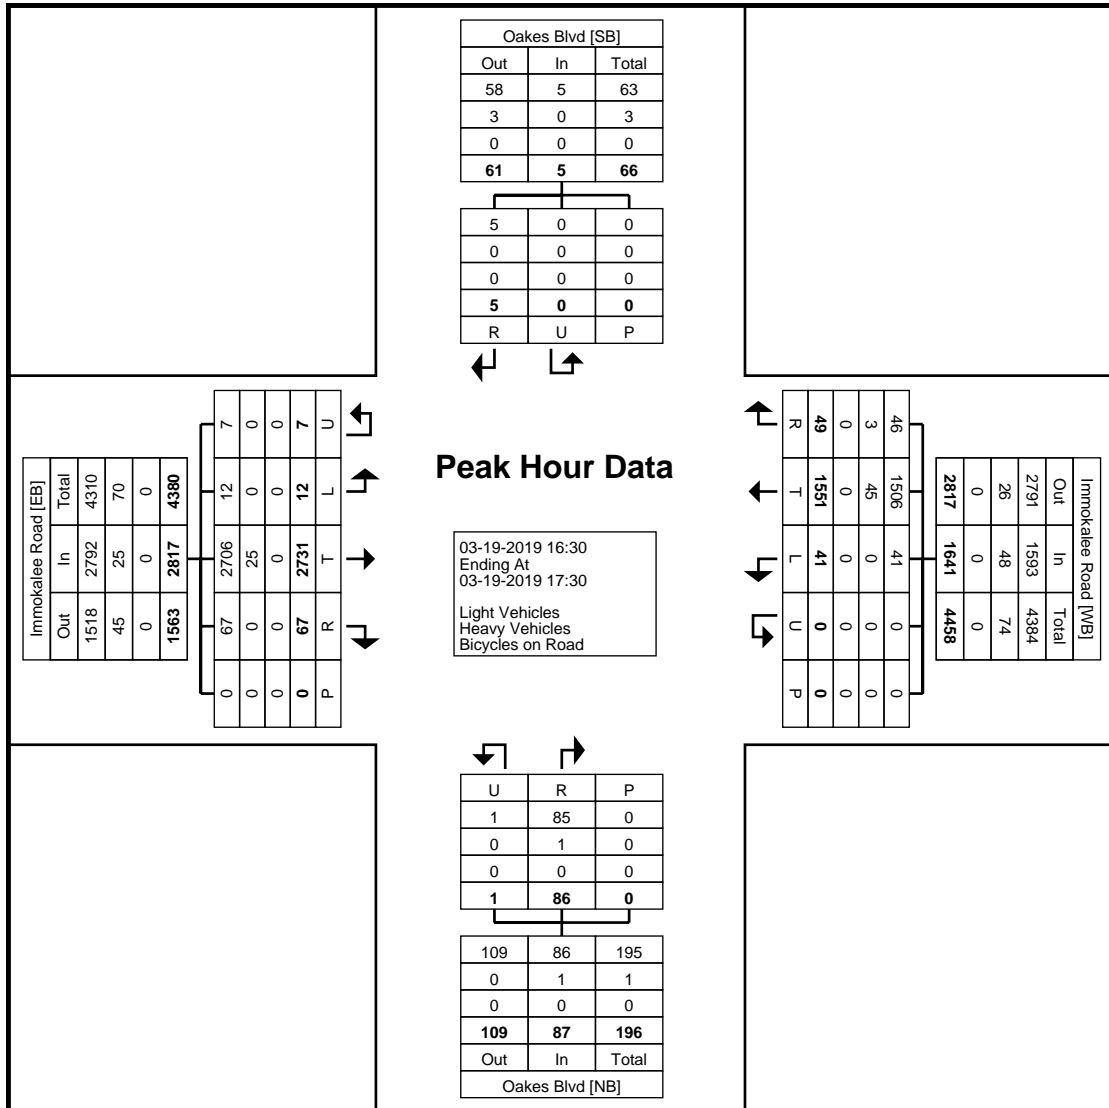 Oakes Blvd [SB]
Out In Total
58 5 63
3 0 3
0 0 0
61 5 66
5 0 0
0 0 0
0 0 0
5 0 0
R U P
Immokalee Road [EB]
Total In Out
4310 2792 1518
70 25 45
0 0 0
4380 2817 1563
7 12 2706 67 0
0 0 25 0 0
0 0 0 0 0
7 12 2731 67 0
U L T R P
Peak Hour Data
03-19-2019 16:30
Ending At
03-19-2019 17:30
Light Vehicles
Heavy Vehicles
Bicycles on Road
Immokalee Road [WB]
Out In Total
2791 1593 4384
26 48 74
0 0 0
2817 1641 4458
46 1506 41 0 0
3 45 0 0 0
0 0 0 0 0
49 1551 41 0 0
R T L U P
U R P
1 85 0
0 1 0
0 0 0
1 86 0
109 86 195
0 1 1
0 0 0
109 87 196
Out In Total
Oakes Blvd [NB]